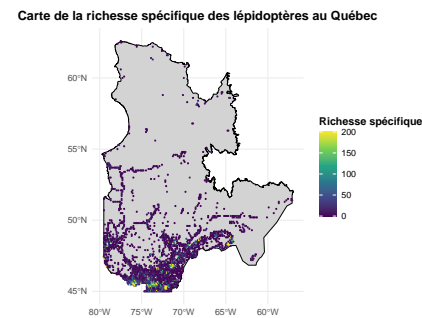 Carte de la richesse spécifique des lépidoptères au Québec
60°N
55°N
50°N
45°N
80°W 75°W 70°W 65°W 60°W
Richesse spécifique
200
150
100
50
0